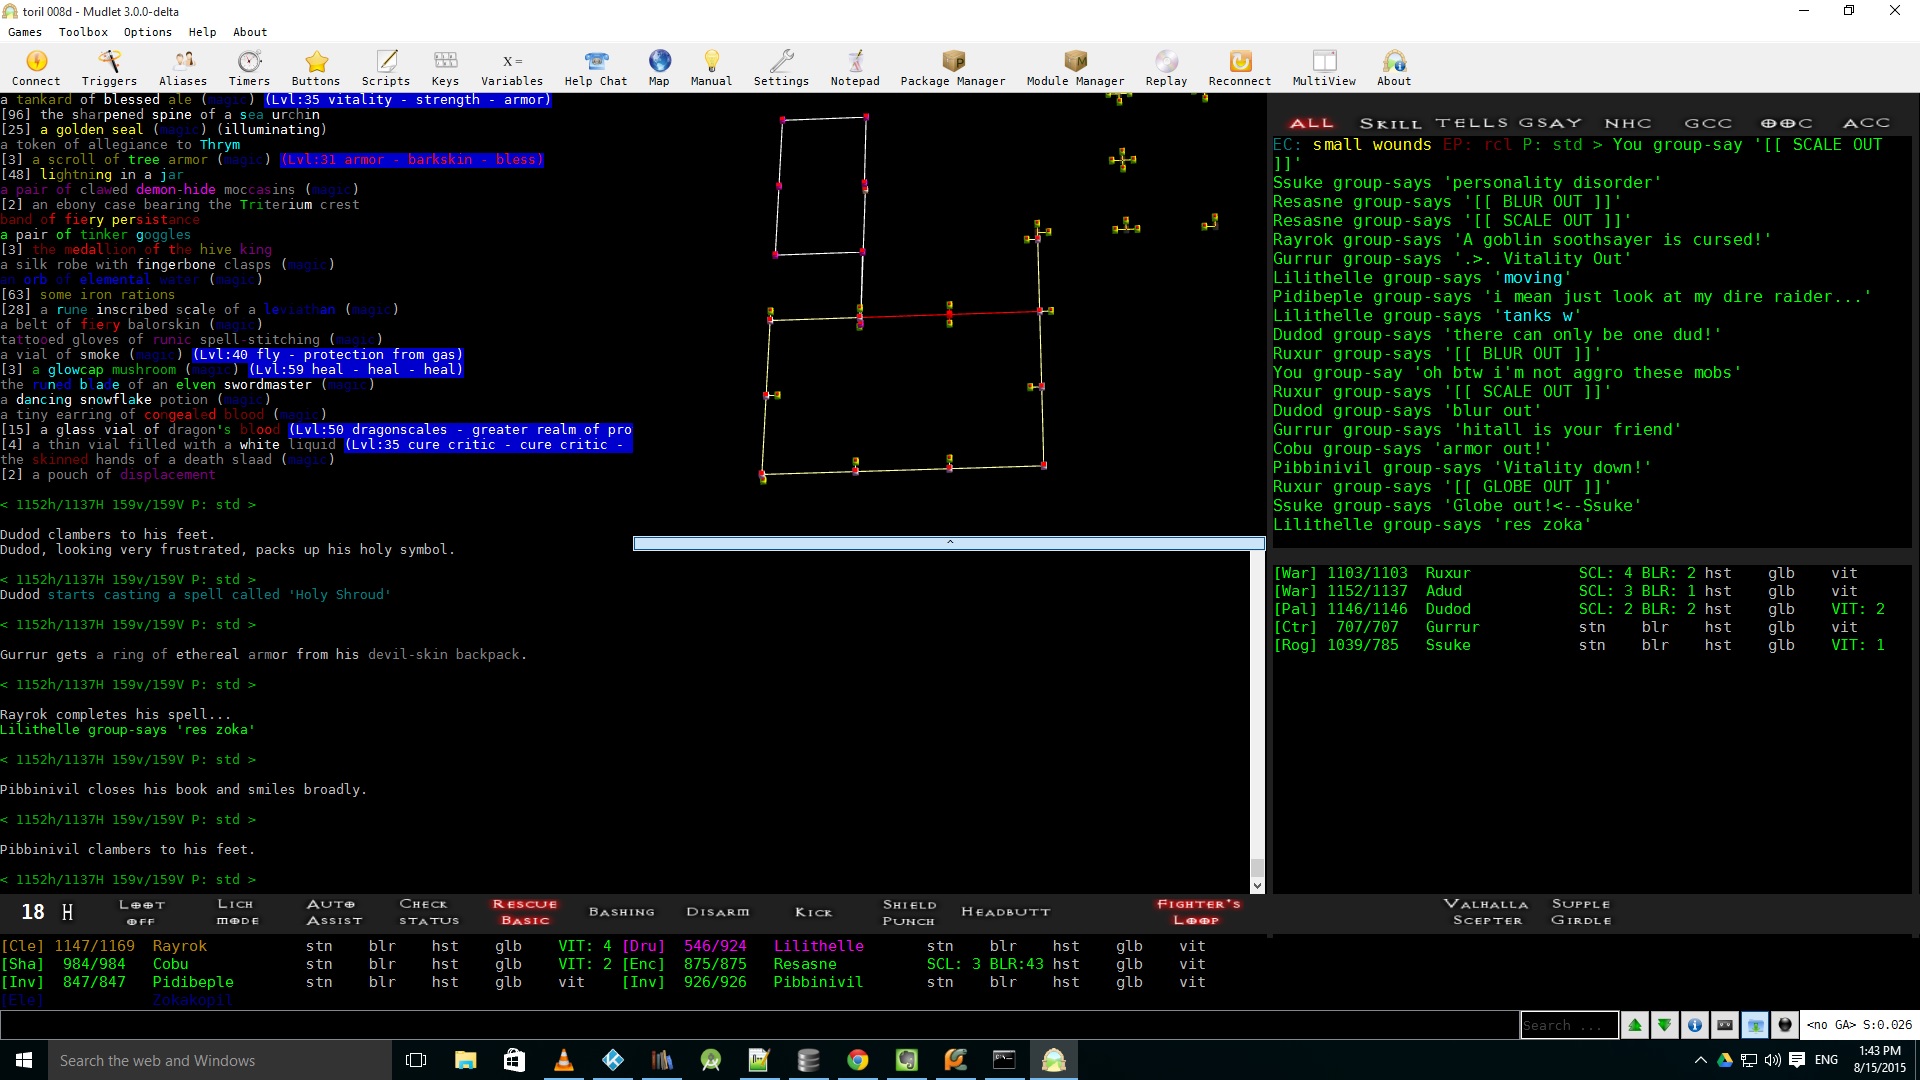 toril 008d - Mudlet 3.0.0-delta
Games Toolbox Options Help About
Connect Triggers Aliases Timers Buttons Scripts Keys Variables Help Chat Map Manual Settings Notepad Package Manager Module Manager Replay Reconnect MultiView About
a tankard of blessed ale (magic) (Lvl:35 vitality - strength - armor)
[96] the sharpened spine of a sea urchin
[25] a golden seal (magic) (illuminating)
a token of allegiance to Thrym
[3] a scroll of tree armor (magic) (Lvl:31 armor - barkskin - bless)
[48] lightning in a jar
a pair of clawed demon-hide moccasins (magic)
[2] an ebony case bearing the Triterium crest
band of fiery persistance
a pair of tinker goggles
[3] the medallion of the hive king
a silk robe with fingerbone clasps (magic)
an orb of elemental water (magic)
[63] some iron rations
[28] a rune inscribed scale of a leviathan (magic)
a belt of fiery balorskin (magic)
tattooed gloves of runic spell-stitching (magic)
a vial of smoke (magic) (Lvl:40 fly - protection from gas)
[3] a glowcap mushroom (magic) (Lvl:59 heal - heal - heal)
the runed blade of an elven swordmaster (magic)
a dancing snowflake potion (magic)
a tiny earring of congealed blood (magic)
[15] a glass vial of dragon's blood (Lvl:50 dragonscales - greater realm of pro
[4] a thin vial filled with a white liquid (Lvl:35 cure critic - cure critic -
the skinned hands of a death slaad (magic)
[2] a pouch of displacement
< 1152h/1137H 159v/159V P: std >
Dudod clambers to his feet.
Dudod, looking very frustrated, packs up his holy symbol.
< 1152h/1137H 159v/159V P: std >
Dudod starts casting a spell called 'Holy Shroud'
< 1152h/1137H 159v/159V P: std >
Gurrur gets a ring of ethereal armor from his devil-skin backpack.
< 1152h/1137H 159v/159V P: std >
Rayrok completes his spell...
Lilithelle group-says 'res zoka'
< 1152h/1137H 159v/159V P: std >
Pibbinivil closes his book and smiles broadly.
< 1152h/1137H 159v/159V P: std >
Pibbinivil clambers to his feet.
< 1152h/1137H 159v/159V P: std >
^
ALL SKILL TELLS GSAY NHC GCC OOC ACC
EC: small wounds EP: rcl P: std > You group-say '[[ SCALE OUT
]]'
Ssuke group-says 'personality disorder'
Resasne group-says '[[ BLUR OUT ]]'
Resasne group-says '[[ SCALE OUT ]]'
Rayrok group-says 'A goblin soothsayer is cursed!'
Gurrur group-says '.>. Vitality Out'
Lilithelle group-says 'moving'
Pidibeple group-says 'i mean just look at my dire raider...'
Lilithelle group-says 'tanks w'
Dudod group-says 'there can only be one dud!'
Ruxur group-says '[[ BLUR OUT ]]'
You group-say 'oh btw i'm not aggro these mobs'
Ruxur group-says '[[ SCALE OUT ]]'
Dudod group-says 'blur out'
Gurrur group-says 'hitall is your friend'
Cobu group-says 'armor out!'
Pibbinivil group-says 'Vitality down!'
Ruxur group-says '[[ GLOBE OUT ]]'
Ssuke group-says 'Globe out!<--Ssuke'
Lilithelle group-says 'res zoka'
[War] 1103/1103 Ruxur SCL: 4 BLR: 2 hst glb vit
[War] 1152/1137 Adud SCL: 3 BLR: 1 hst glb vit
[Pal] 1146/1146 Dudod SCL: 2 BLR: 2 hst glb VIT: 2
[Ctr] 707/707 Gurrur stn blr hst glb vit
[Rog] 1039/785 Ssuke stn blr hst glb VIT: 1
18 H LOOT OFF LICH MODE AUTO ASSIST CHECK STATUS RESCUE BASIC BASHING DISARM KICK SHIELD PUNCH HEADBUTT FIGHTER'S LOOP VALHALLA SCEPTER SUPPLE GIRDLE
[Cle] 1147/1169 Rayrok stn blr hst glb VIT: 4 [Dru] 546/924 Lilithelle stn blr hst glb vit
[Sha] 984/984 Cobu stn blr hst glb VIT: 2 [Enc] 875/875 Resasne SCL: 3 BLR:43 hst glb vit
[Inv] 847/847 Pidibeple stn blr hst glb vit [Inv] 926/926 Pibbinivil stn blr hst glb vit
[Ele] Zokakopil
Search ... <no GA> S:0.026
Search the web and Windows
ENG 1:43 PM
8/15/2015